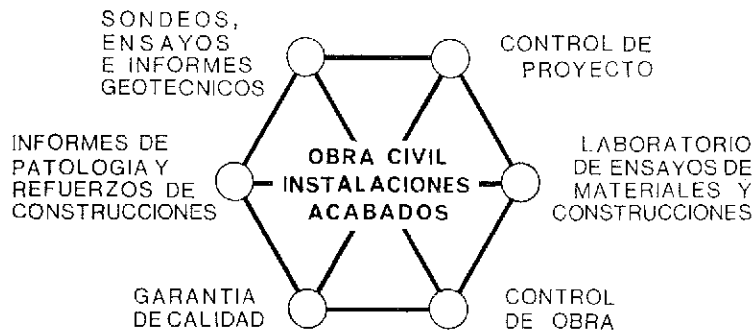 SONDEOS,
ENSAYOS
E INFORMES
GEOTECNICOS
CONTROL DE
PROYECTO
INFORMES DE
PATOLOGIA Y
REFUERZOS DE
CONSTRUCCIONES
OBRA CIVIL
INSTALACIONES
ACABADOS
LABORATORIO
DE ENSAYOS DE
MATERIALES Y
CONSTRUCCIONES
GARANTIA
DE CALIDAD
CONTROL
DE OBRA